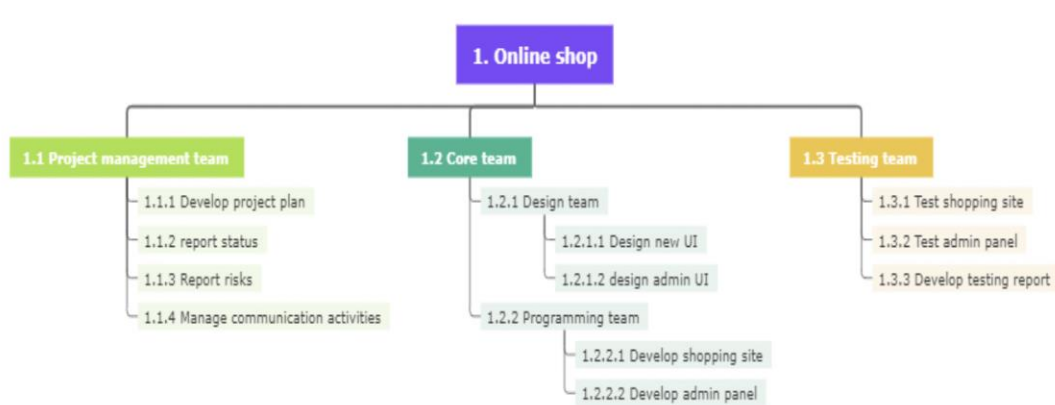 1. Online shop
1.1 Project management team
1.1.1 Develop project plan
1.1.2 report status
1.1.3 Report risks
1.1.4 Manage communication activities
1.2 Core team
1.2.1 Design team
1.2.1.1 Design new UI
1.2.1.2 design admin UI
1.2.2 Programming team
1.2.2.1 Develop shopping site
1.2.2.2 Develop admin panel
1.3 Testing team
1.3.1 Test shopping site
1.3.2 Test admin panel
1.3.3 Develop testing report